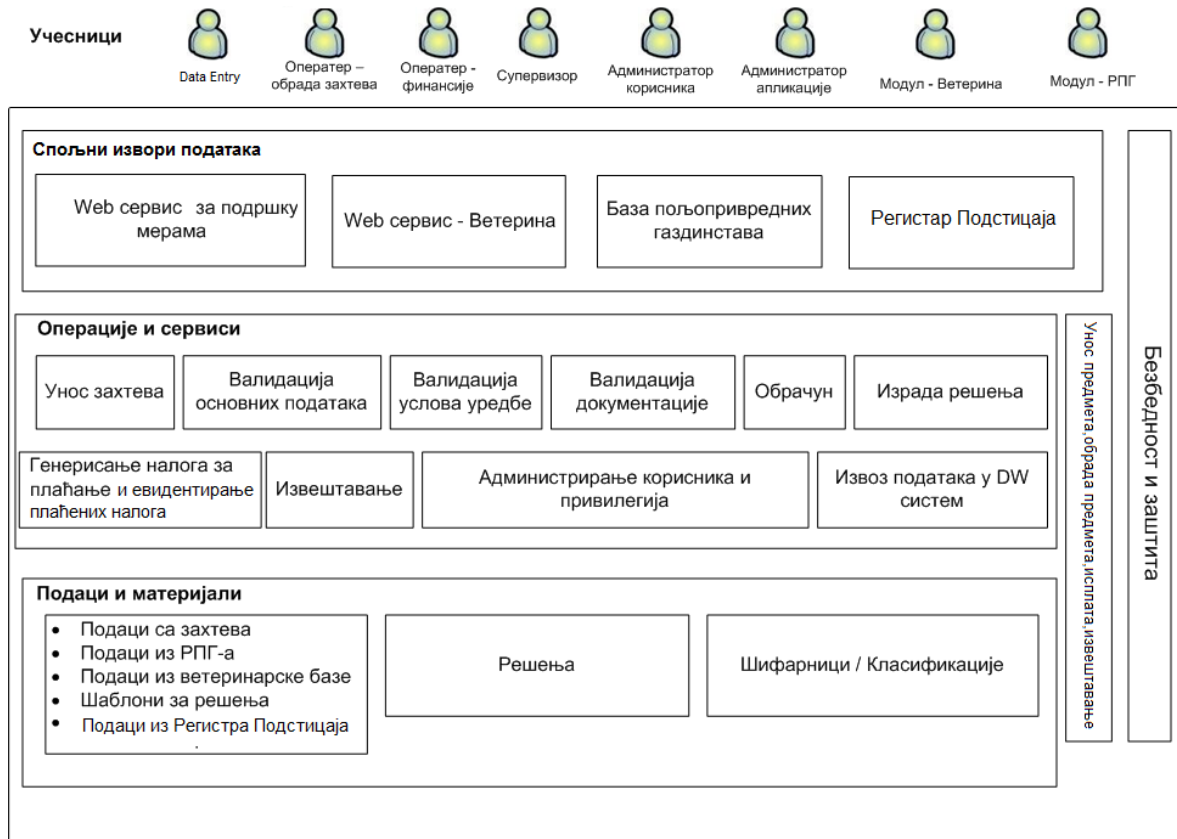 Учесници
Data Entry
Оператер –
обрада захтева
Оператер -
финансије
Супервизор
Администратор
корисника
Администратор
апликације
Модул - Ветерина
Модул - РПГ
Спољни извори података
Web сервис за подршку
мерама
Web сервис - Ветерина
База пољопривредних
газдинстава
Регистар Подстицаја
Операције и сервиси
Унос захтева
Валидација
основних података
Валидација
услова уредбе
Валидација
документације
Обрачун
Израда решења
Генерисање налога за
плаћање и евидентирање
плаћених налога
Извештавање
Администрирање корисника и
привилегија
Извоз података у DW
систем
Подаци и материјали
• Подаци са захтева
• Подаци из РПГ-а
• Подаци из ветеринарске базе
• Шаблони за решења
• Подаци из Регистра Подстицаја
.
Решења
Шифарници / Класификације
Унос предмета,обрада предмета,исплата,извештавање
Безбедност и заштита